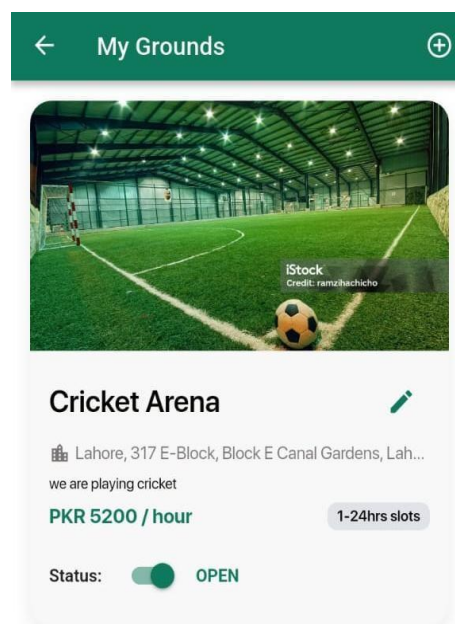 My Grounds
iStock
Credit: ramzihachicho
Cricket Arena
Lahore, 317 E-Block, Block E Canal Gardens, Lah...
we are playing cricket
PKR 5200 / hour
1-24hrs slots
Status:
OPEN